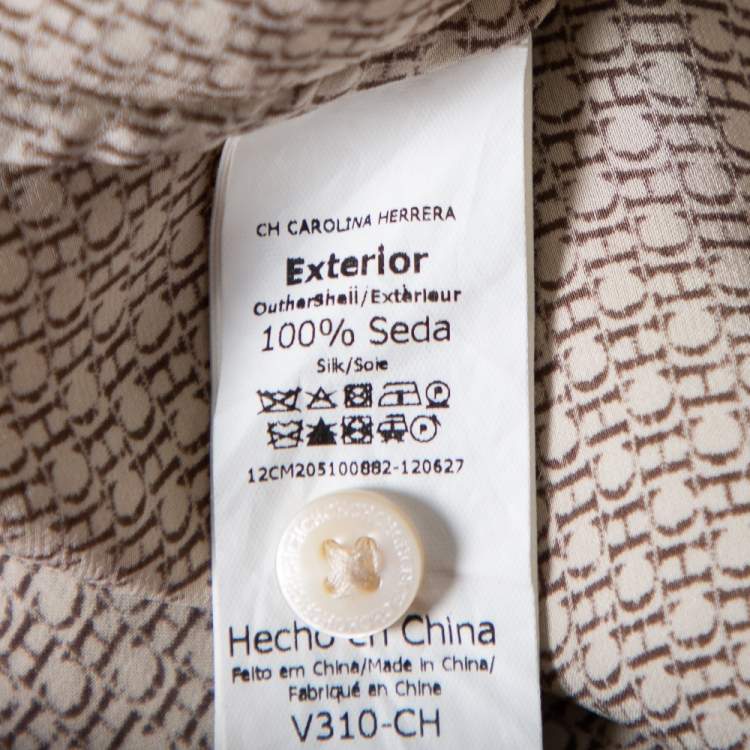 CH CAROLINA HERRERA
Exterior
OutherShell/Extèrieur
100% Seda
Silk/Soie
12CM205100882-120627
Hecho en China
Feito em China/Made in China/
Fabriqué en Chine
V310-CH